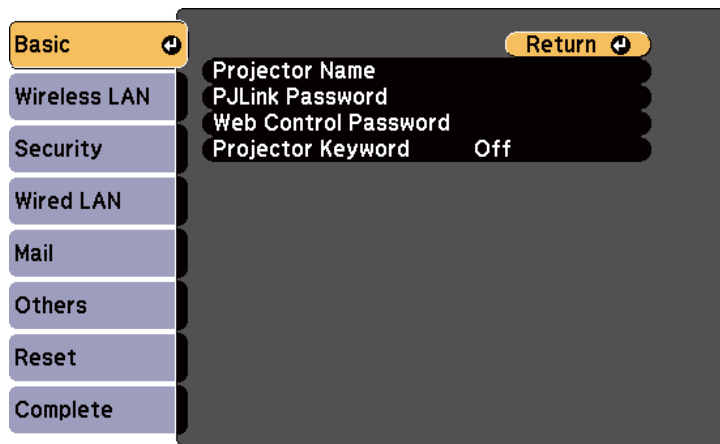 Basic
Wireless LAN
Security
Wired LAN
Mail
Others
Reset
Complete
Return
Projector Name
PJLink Password
Web Control Password
Projector Keyword Off